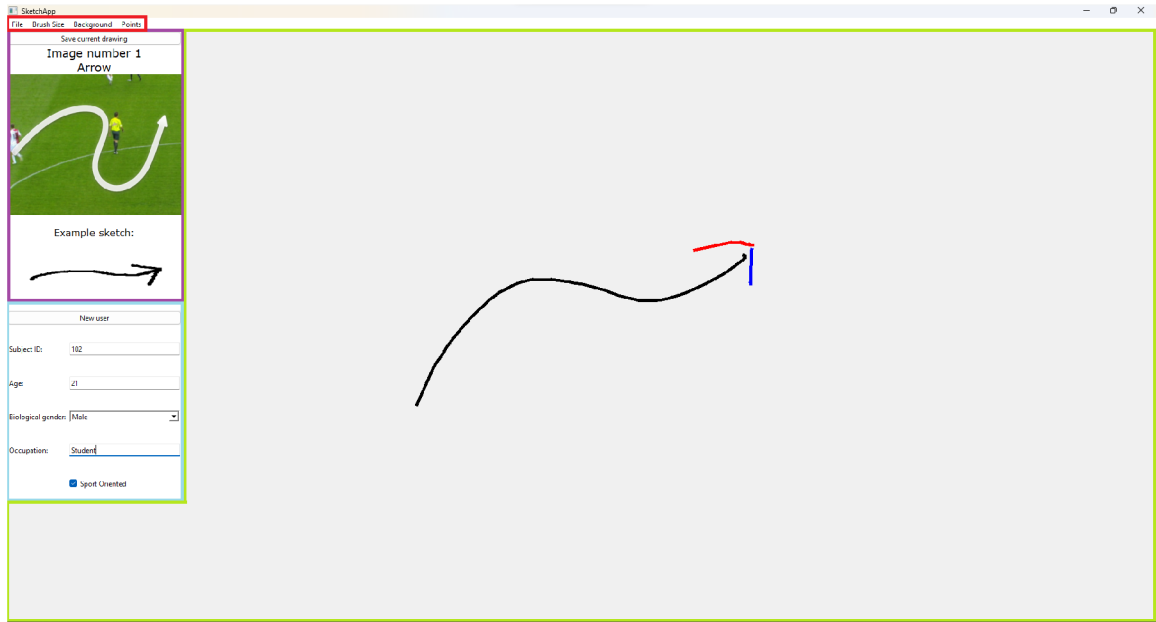 SketchApp
File Brush Size Background Points
Save current drawing
Image number 1
Arrow
Example sketch:
New user
Subject ID: 102
Age: 21
Biological gender: Male
Occupation: Student
Sport Oriented